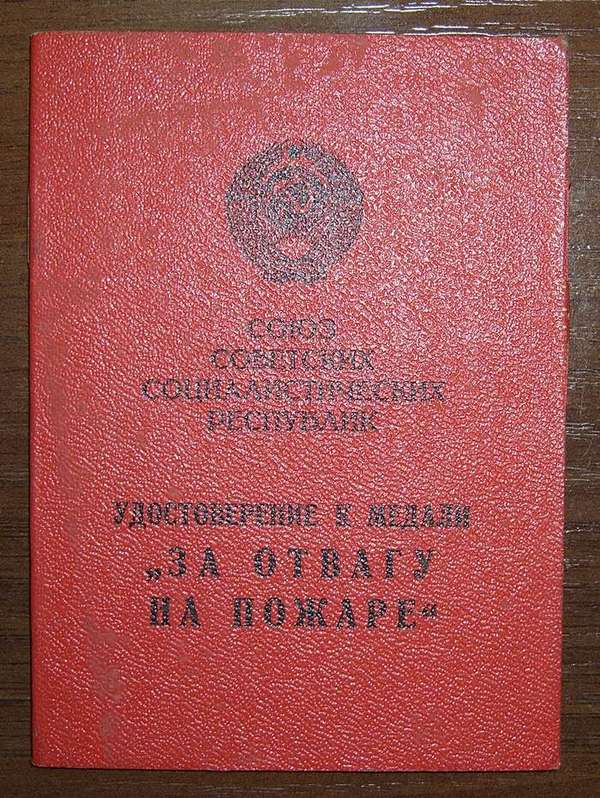 СОЮЗ
СОВЕТСКИХ
СОЦИАЛИСТИЧЕСКИХ
РЕСПУБЛИК
УДОСТОВЕРЕНИЕ К МЕДАЛИ
„ЗА ОТВАГУ
НА ПОЖАРЕ“